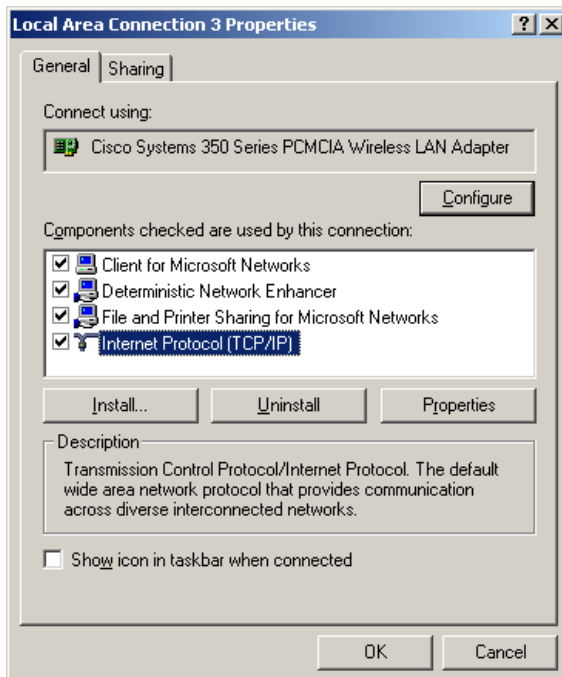 Local Area Connection 3 Properties
General
Sharing
Connect using:
Cisco Systems 350 Series PCMCIA Wireless LAN Adapter
Configure
Components checked are used by this connection:
Client for Microsoft Networks
Deterministic Network Enhancer
File and Printer Sharing for Microsoft Networks
Internet Protocol (TCP/IP)
Install... Uninstall Properties
Description
Transmission Control Protocol/Internet Protocol. The default
wide area network protocol that provides communication
across diverse interconnected networks.
Show icon in taskbar when connected
OK Cancel